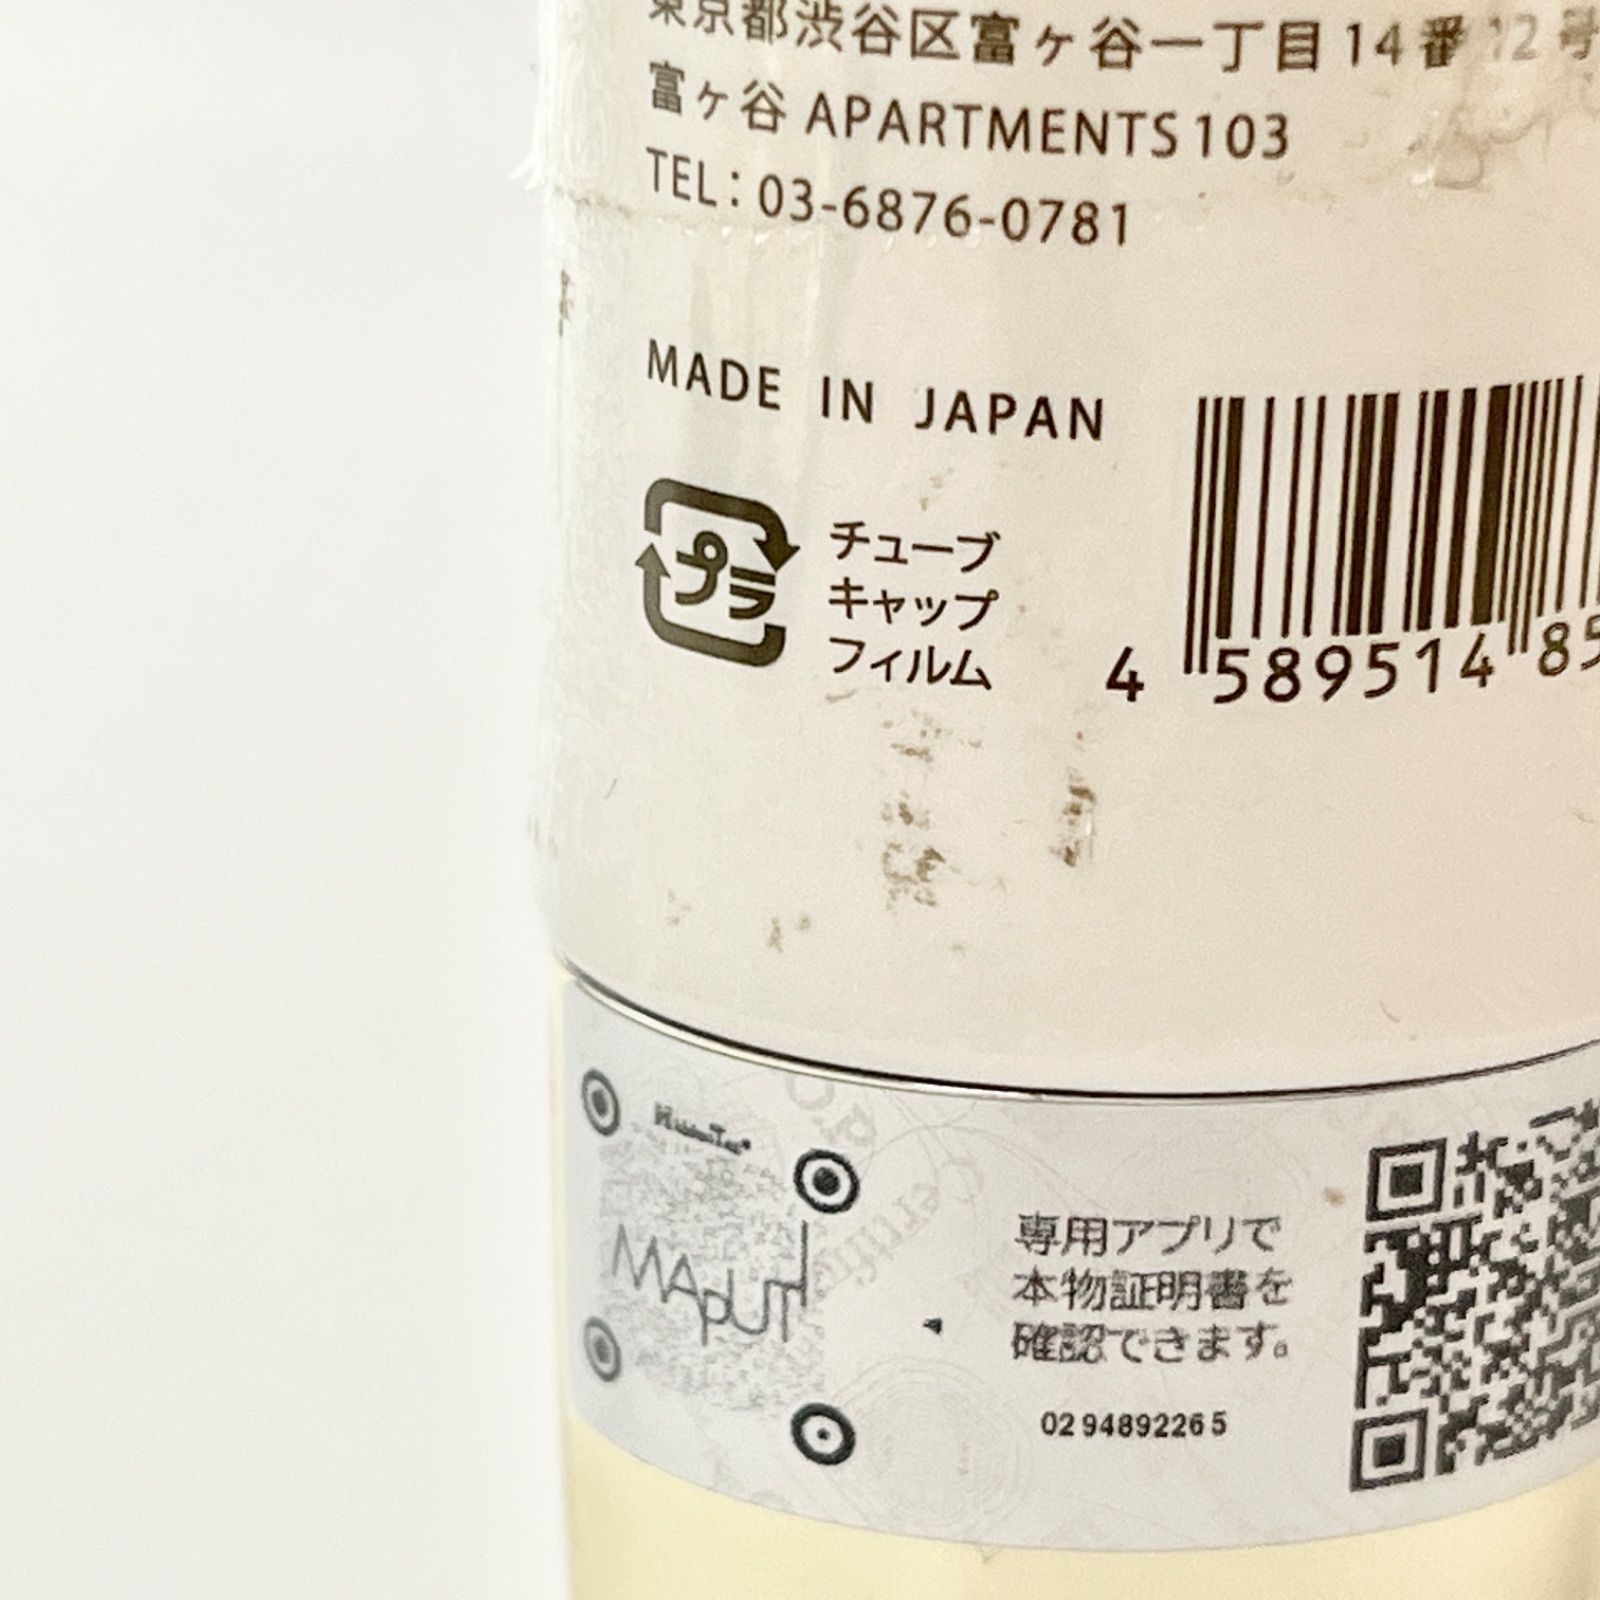 東京都渋谷区富ヶ谷一丁目14番12号
富ヶ谷 APARTMENTS 103
TEL: 03-6876-0781
MADE IN JAPAN
プラ
チューブ
キャップ
フィルム
4 589514 85
MAPUTI
専用アプリで
本物証明書を
確認できます。
0294892265